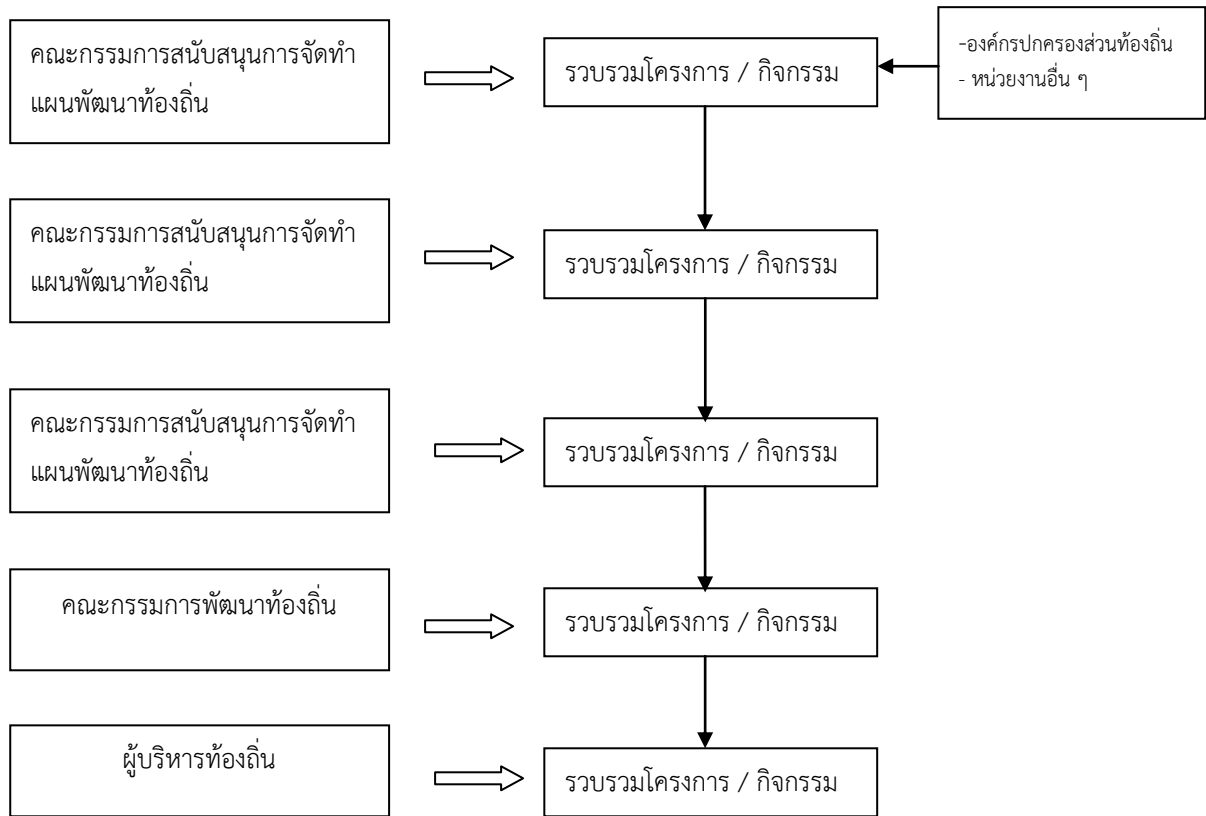 คณะกรรมการสนับสนุนการจัดทำ
แผนพัฒนาท้องถิ่น
รวบรวมโครงการ / กิจกรรม
-องค์กรปกครองส่วนท้องถิ่น
- หน่วยงานอื่น ๆ
คณะกรรมการสนับสนุนการจัดทำ
แผนพัฒนาท้องถิ่น
รวบรวมโครงการ / กิจกรรม
คณะกรรมการสนับสนุนการจัดทำ
แผนพัฒนาท้องถิ่น
รวบรวมโครงการ / กิจกรรม
คณะกรรมการพัฒนาท้องถิ่น
รวบรวมโครงการ / กิจกรรม
ผู้บริหารท้องถิ่น
รวบรวมโครงการ / กิจกรรม